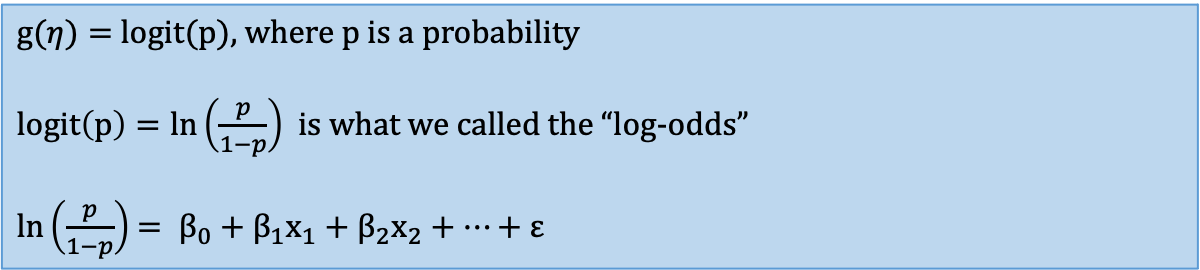 g(η) = logit(p), where p is a probability
logit(p) = ln(p/(1−p)) is what we called the “log-odds”
ln(p/(1−p)) = β₀ + β₁x₁ + β₂x₂ + ⋯ + ε